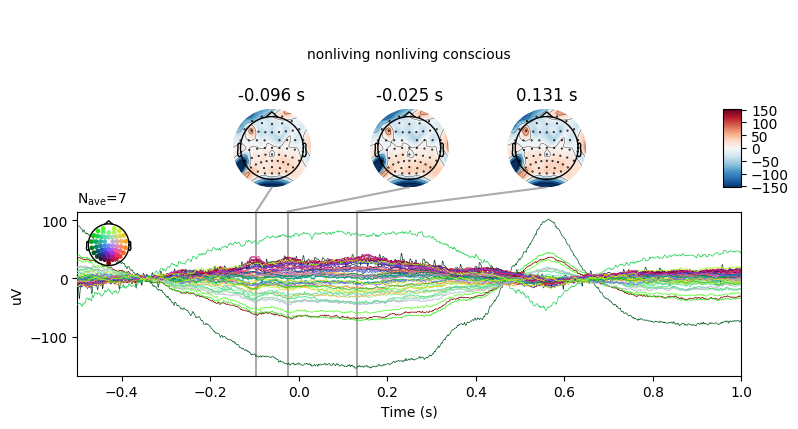 nonliving nonliving conscious
-0.096 s -0.025 s 0.131 s
150
100
50
0
−50
−100
−150
Nave=7
100
0
−100
uV
−0.4 −0.2 0.0 0.2 0.4 0.6 0.8 1.0
Time (s)